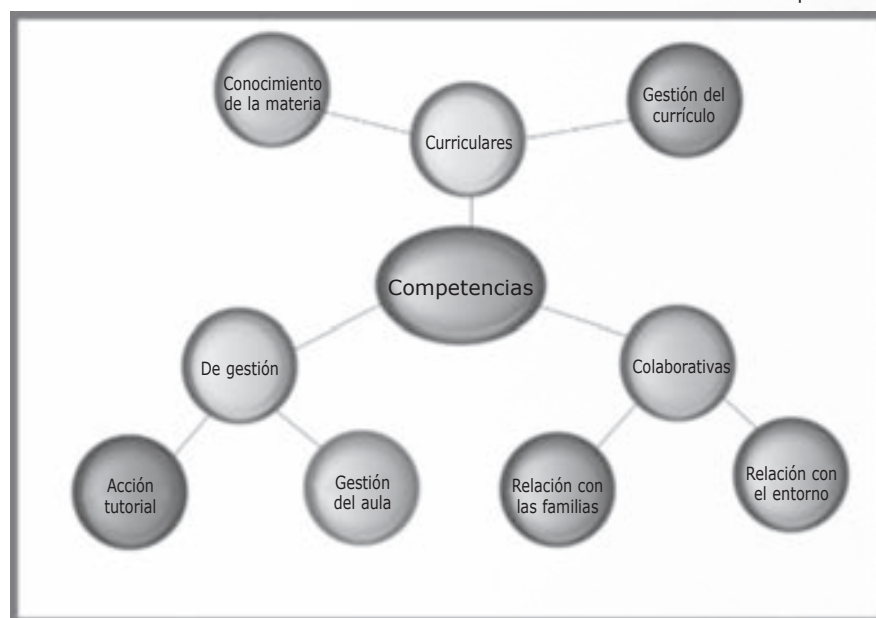 Conocimiento
de la materia
Curriculares
Gestión del
currículo
Competencias
De gestión
Colaborativas
Acción
tutorial
Gestión
del aula
Relación con
las familias
Relación con
el entorno